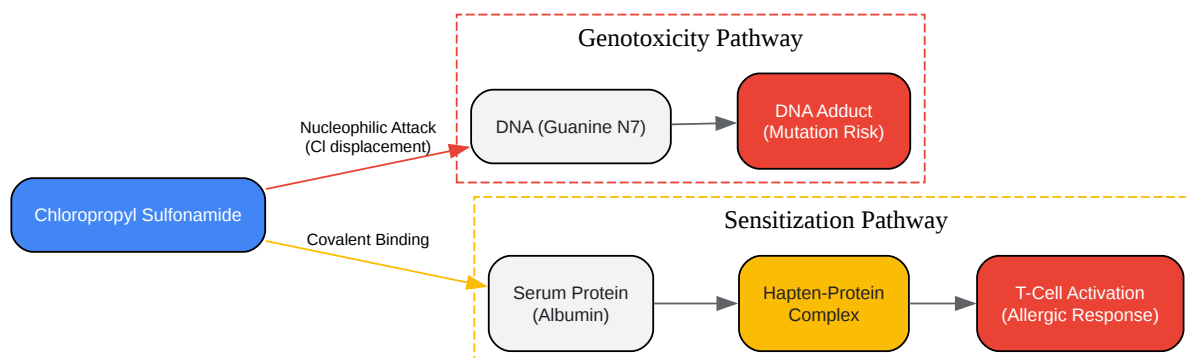 Genotoxicity Pathway
DNA (Guanine N7)
DNA Adduct
(Mutation Risk)
Nucleophilic Attack
(Cl displacement)
Chloropropyl Sulfonamide
Covalent Binding
Sensitization Pathway
Serum Protein
(Albumin)
Hapten-Protein
Complex
T-Cell Activation
(Allergic Response)